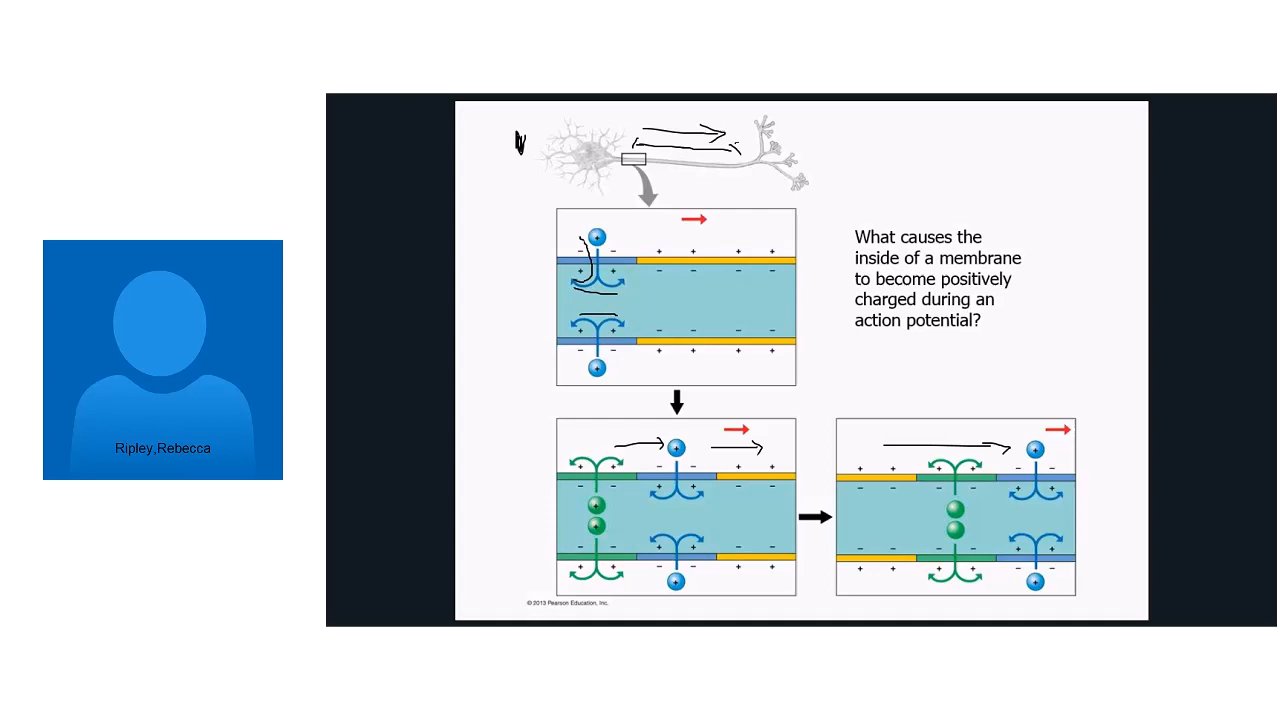 Ripley,Rebecca
What causes the
inside of a membrane
to become positively
charged during an
action potential?
© 2013 Pearson Education, Inc.